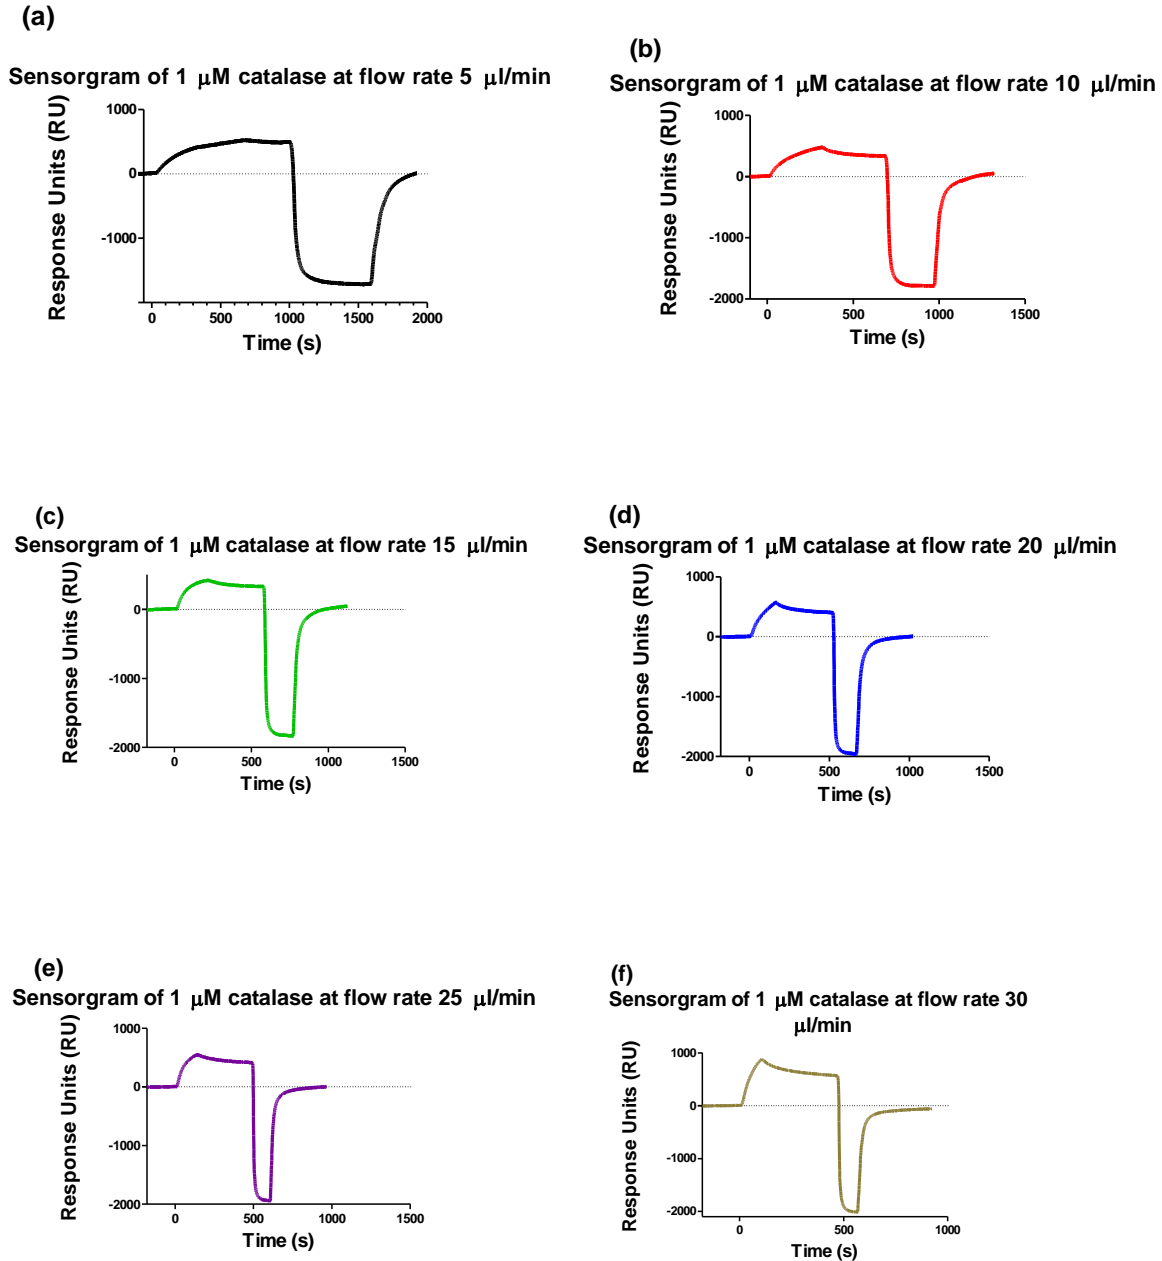 (a)
Sensorgram of 1 μM catalase at flow rate 5 μl/min
Response Units (RU)
1000
0
-1000
0
500
1000
1500
2000
Time (s)
(b)
Sensorgram of 1 μM catalase at flow rate 10 μl/min
Response Units (RU)
1000
0
-1000
-2000
0
500
1000
1500
Time (s)
(c)
Sensorgram of 1 μM catalase at flow rate 15 μl/min
Response Units (RU)
0
-1000
-2000
0
500
1000
1500
Time (s)
(d)
Sensorgram of 1 μM catalase at flow rate 20 μl/min
Response Units (RU)
1000
0
-1000
-2000
0
500
1000
1500
Time (s)
(e)
Sensorgram of 1 μM catalase at flow rate 25 μl/min
Response Units (RU)
1000
0
-1000
-2000
0
500
1000
1500
Time (s)
(f)
Sensorgram of 1 μM catalase at flow rate 30
μl/min
Response Units (RU)
1000
0
-1000
-2000
0
500
1000
Time (s)